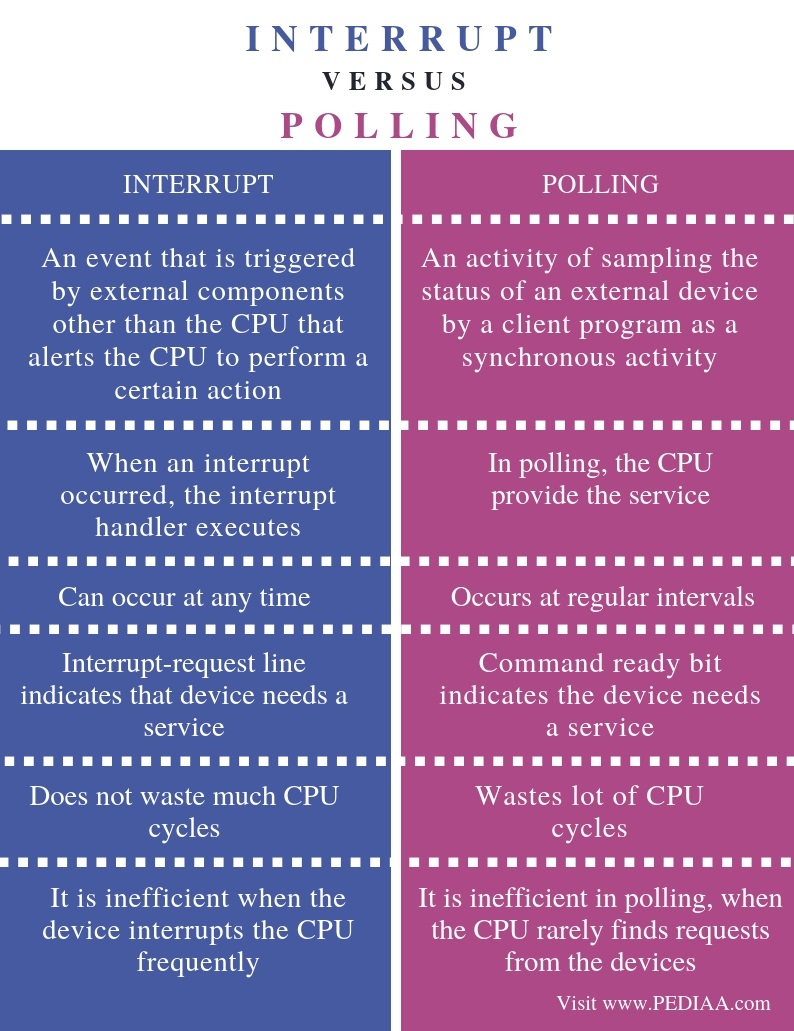 INTERRUPT
VERSUS
POLLING
INTERRUPT
POLLING
An event that is triggered
by external components
other than the CPU that
alerts the CPU to perform a
certain action
An activity of sampling the
status of an external device
by a client program as a
synchronous activity
When an interrupt
occurred, the interrupt
handler executes
In polling, the CPU
provide the service
Can occur at any time
Occurs at regular intervals
Interrupt-request line
indicates that device needs a
service
Command ready bit
indicates the device needs
a service
Does not waste much CPU
cycles
Wastes lot of CPU
cycles
It is inefficient when the
device interrupts the CPU
frequently
It is inefficient in polling, when
the CPU rarely finds requests
from the devices
Visit www.PEDIAA.com